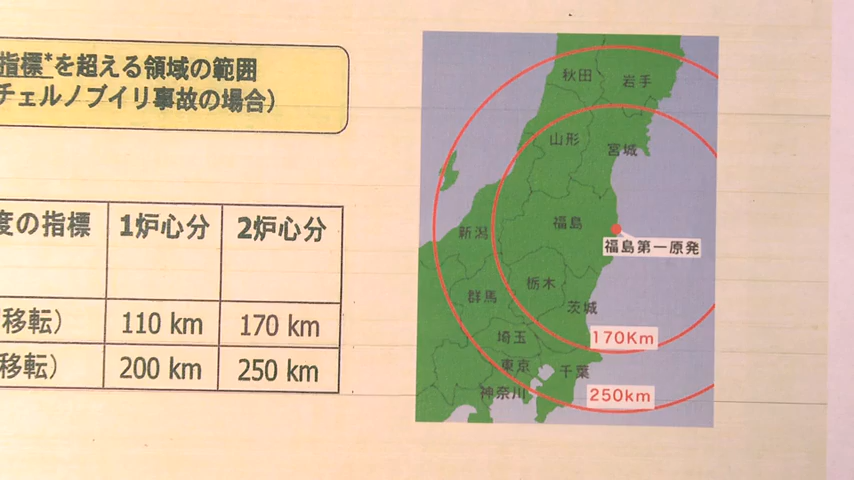 指標*を超える領域の範囲
チェルノブイリ事故の場合）
度の指標 1炉心分 2炉心分
移転） 110 km 170 km
移転） 200 km 250 km
秋田 岩手
山形 宮城
新潟 福島
福島第一原発
群馬 栃木 茨城
埼玉 170Km
東京 千葉
神奈川 250km